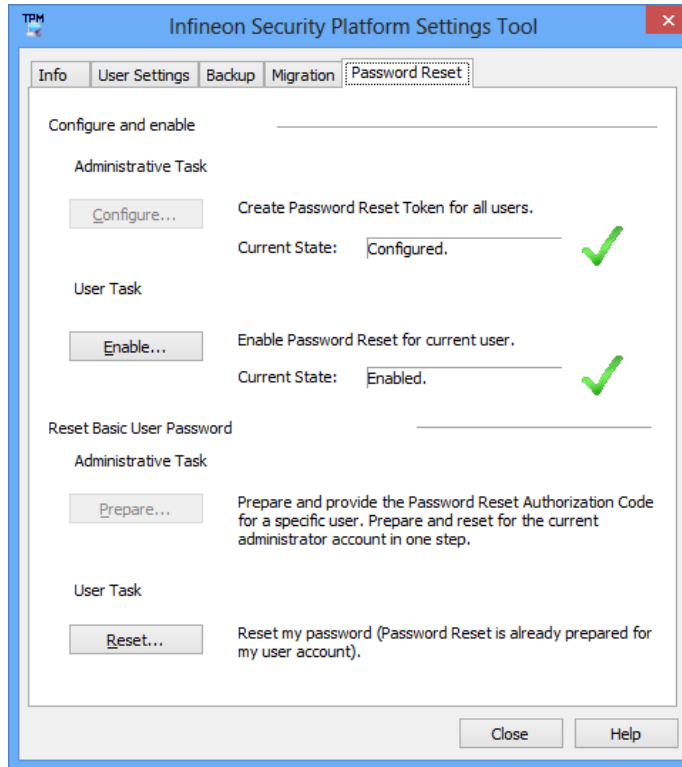 TPM
Infineon Security Platform Settings Tool
Info User Settings Backup Migration Password Reset
Configure and enable
Administrative Task
Configure...
Create Password Reset Token for all users.
Current State: Configured.
User Task
Enable...
Enable Password Reset for current user.
Current State: Enabled.
Reset Basic User Password
Administrative Task
Prepare...
Prepare and provide the Password Reset Authorization Code
for a specific user. Prepare and reset for the current
administrator account in one step.
User Task
Reset...
Reset my password (Password Reset is already prepared for
my user account).
Close Help